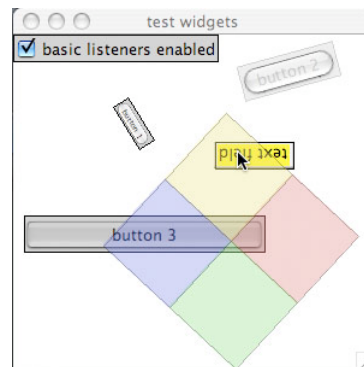 test widgets
basic listeners enabled
button 2
button 1
text field
button 3